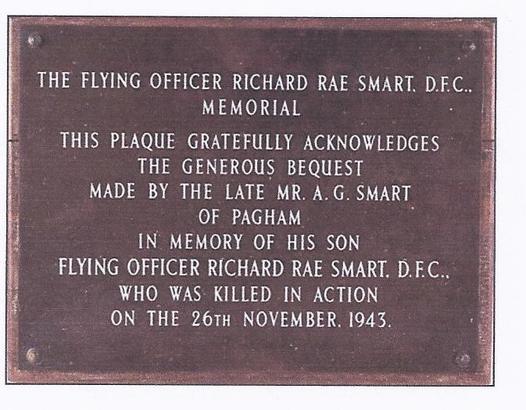 THE FLYING OFFICER RICHARD RAE SMART, D.F.C.,
MEMORIAL
THIS PLAQUE GRATEFULLY ACKNOWLEDGES
THE GENEROUS BEQUEST
MADE BY THE LATE MR. A. G. SMART
OF PAGHAM
IN MEMORY OF HIS SON
FLYING OFFICER RICHARD RAE SMART, D.F.C.,
WHO WAS KILLED IN ACTION
ON THE 26TH NOVEMBER, 1943.